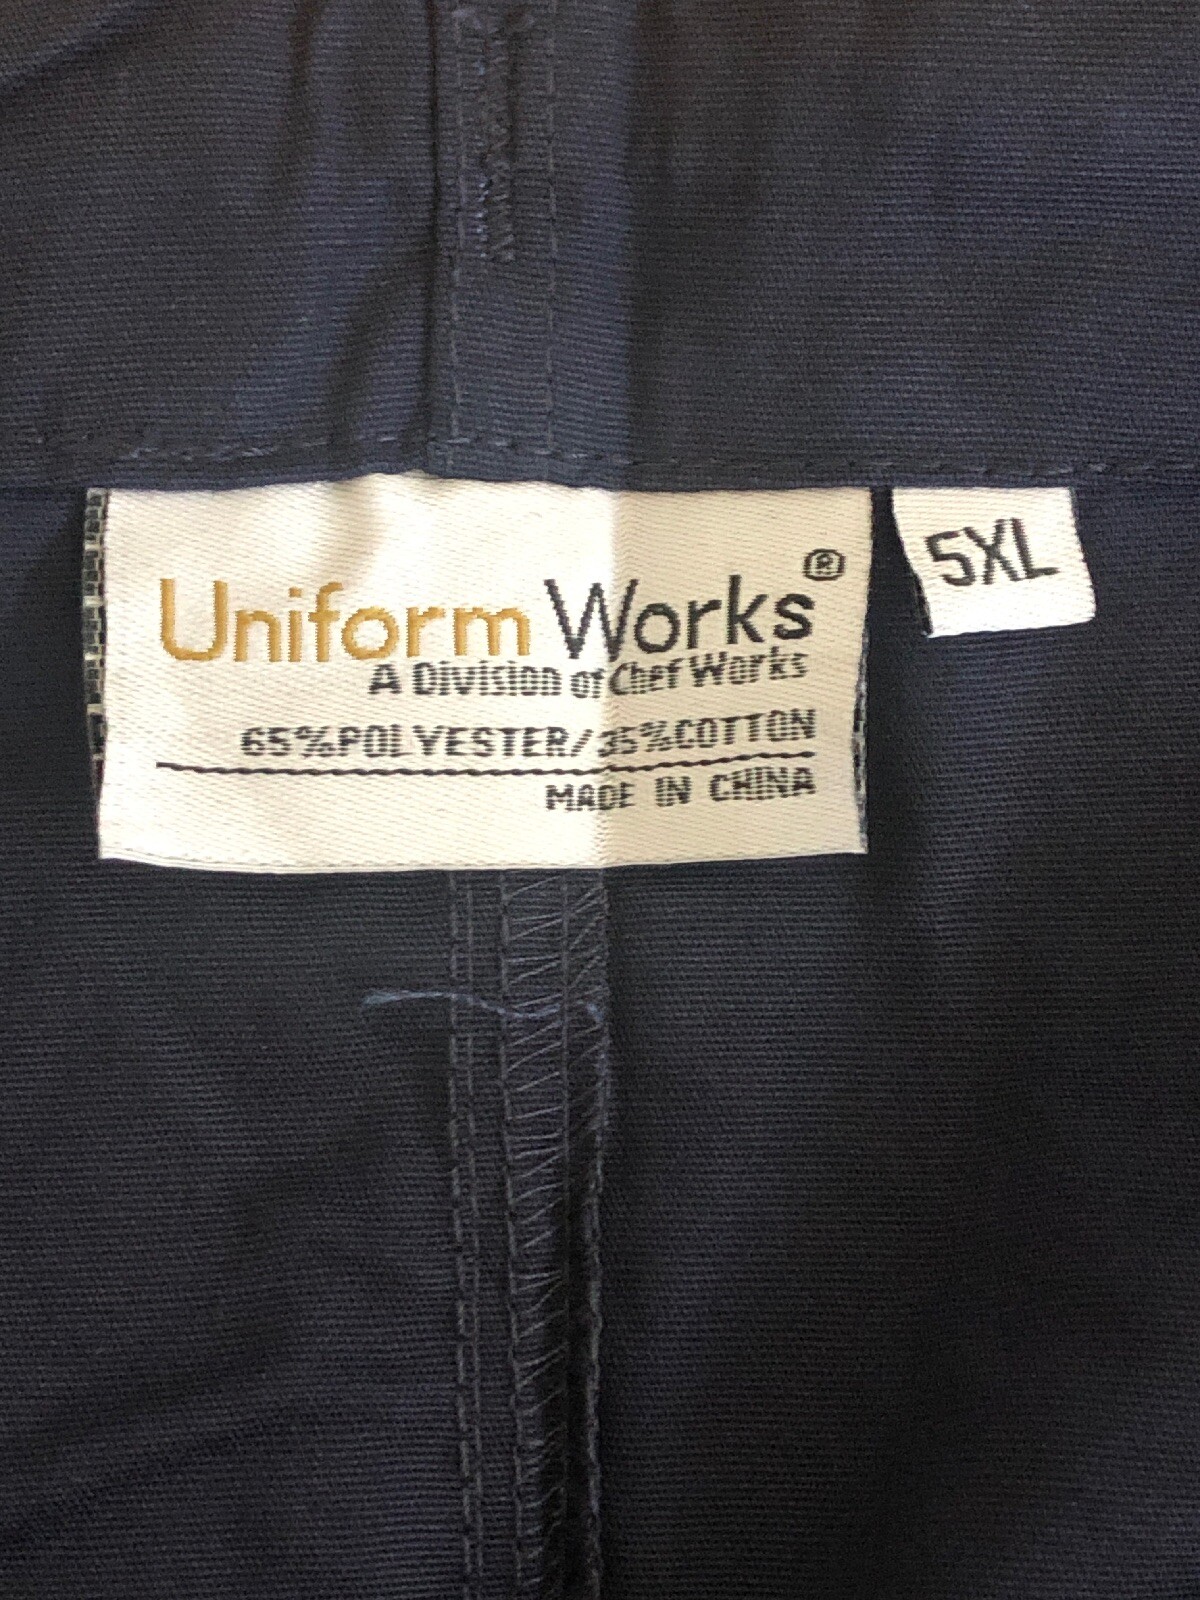 Uniform Works®
A Division of Chef Works
65%POLYESTER/35%COTTON
MADE IN CHINA
5XL